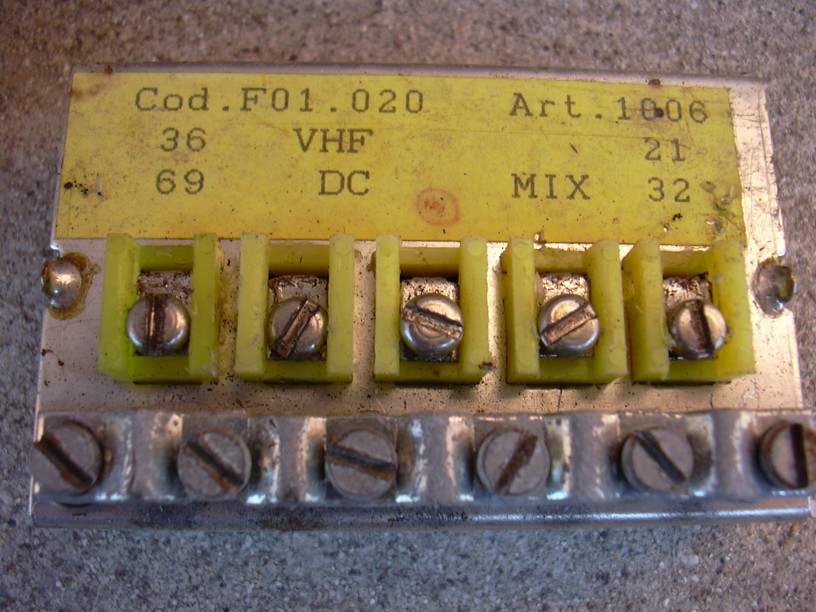 Cod.F01.020 Art.1006
36 VHF 21
69 DC MIX 32